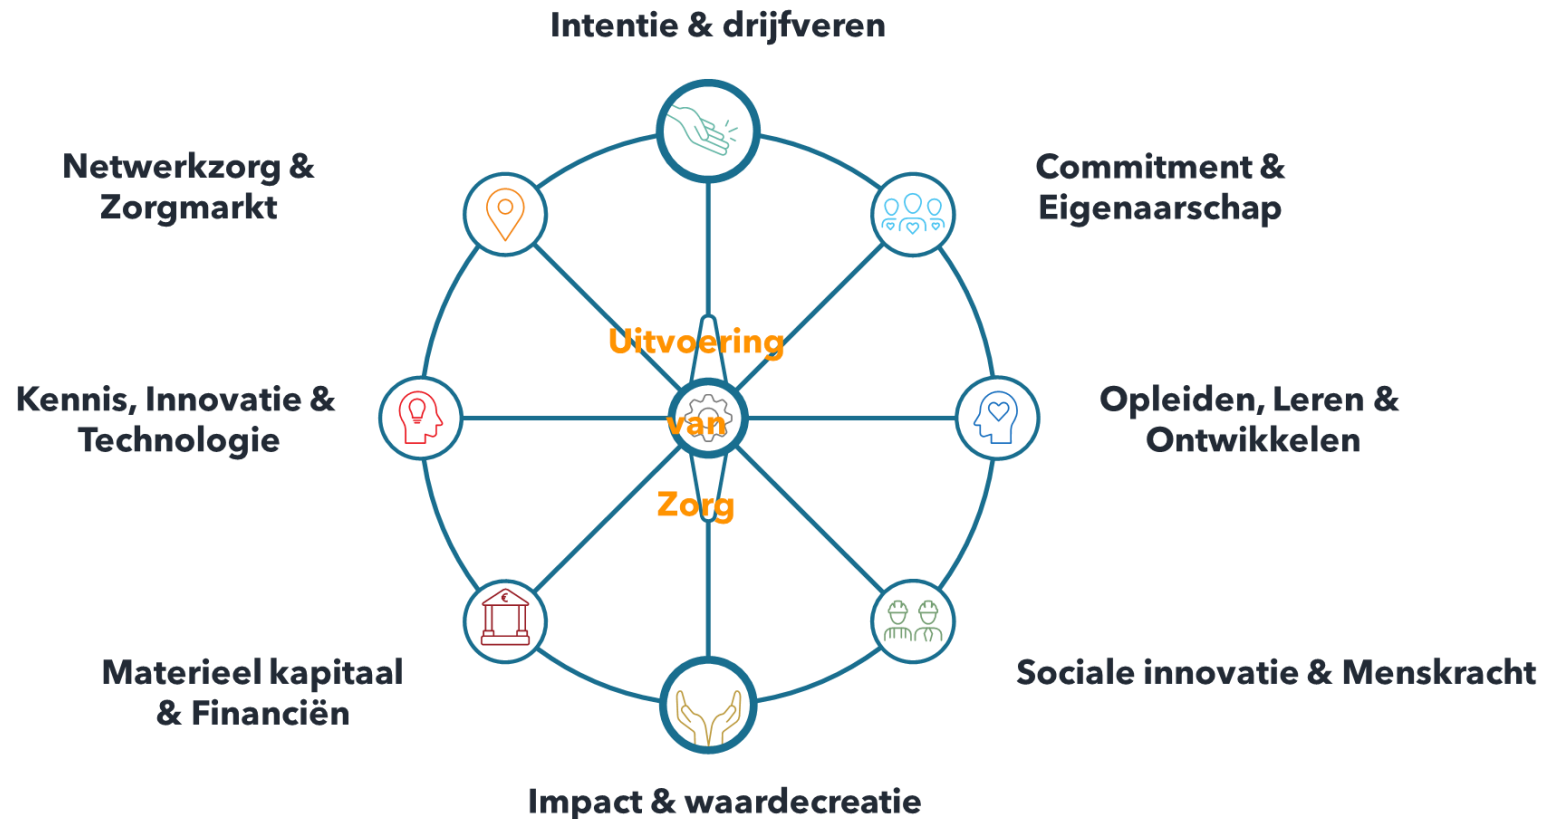 Intentie & drijfveren
Netwerkzorg &
Zorgmarkt
Commitment &
Eigenaarschap
Uitvoering
van
Zorg
Kennis, Innovatie &
Technologie
Opleiden, Leren &
Ontwikkelen
€
Materieel kapitaal
& Financiën
Sociale innovatie & Menskracht
Impact & waardecreatie